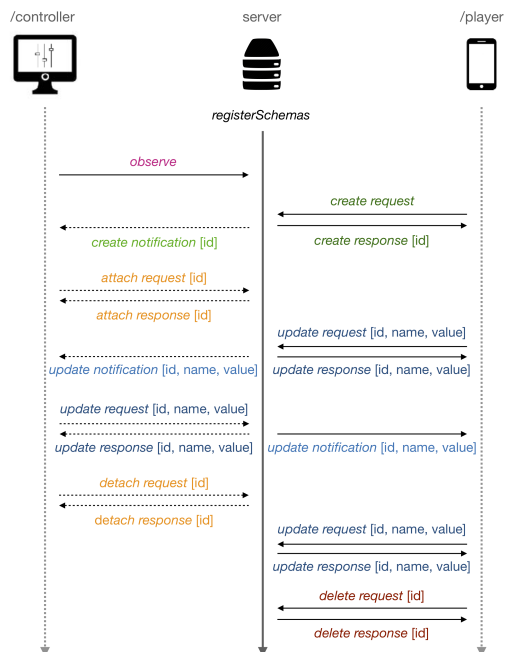 /controller
server
/player
registerSchemas
observe
create request
create notification [id]
create response [id]
attach request [id]
attach response [id]
update request [id, name, value]
update notification [id, name, value]
update response [id, name, value]
update request [id, name, value]
update response [id, name, value]
update notification [id, name, value]
detach request [id]
detach response [id]
update request [id, name, value]
update response [id, name, value]
delete request [id]
delete response [id]